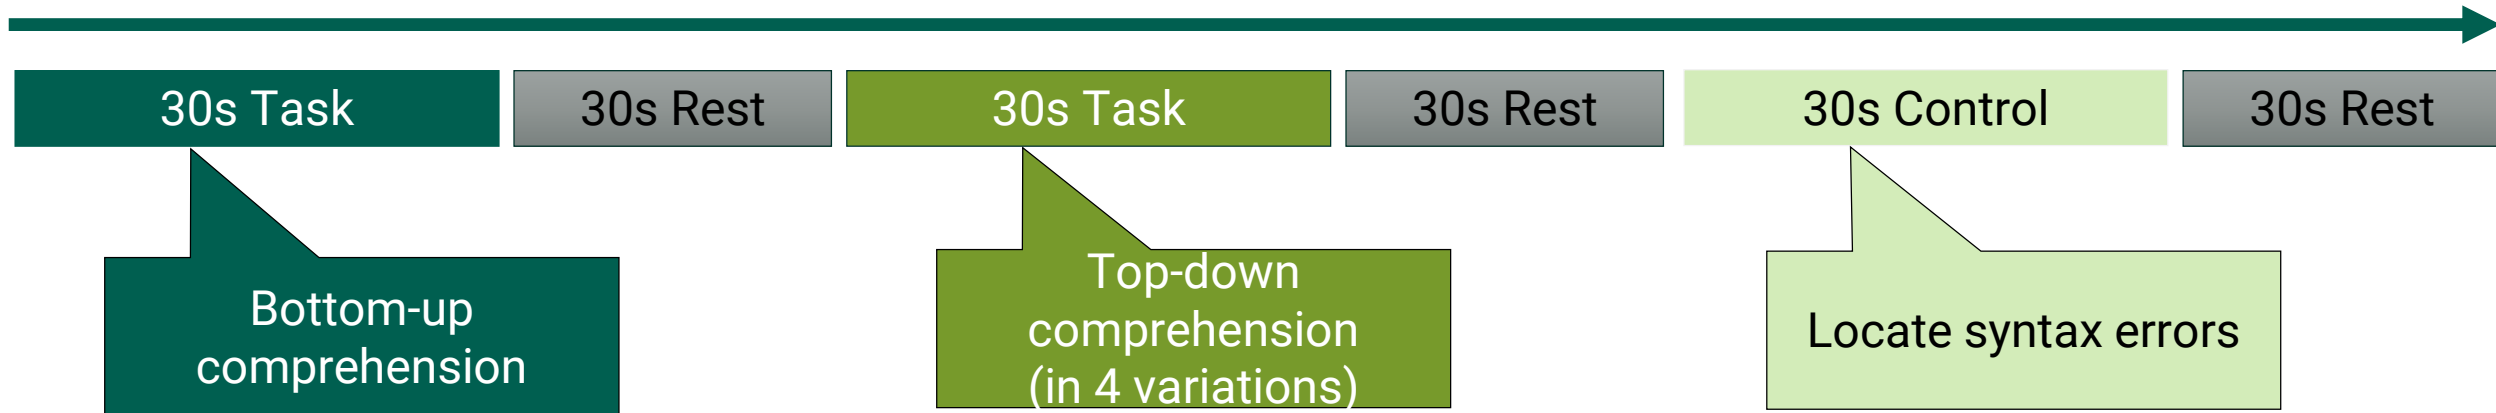 30s Task
30s Rest
30s Task
30s Rest
30s Control
30s Rest
Bottom-up
comprehension
Top-down
comprehension
(in 4 variations)
Locate syntax errors